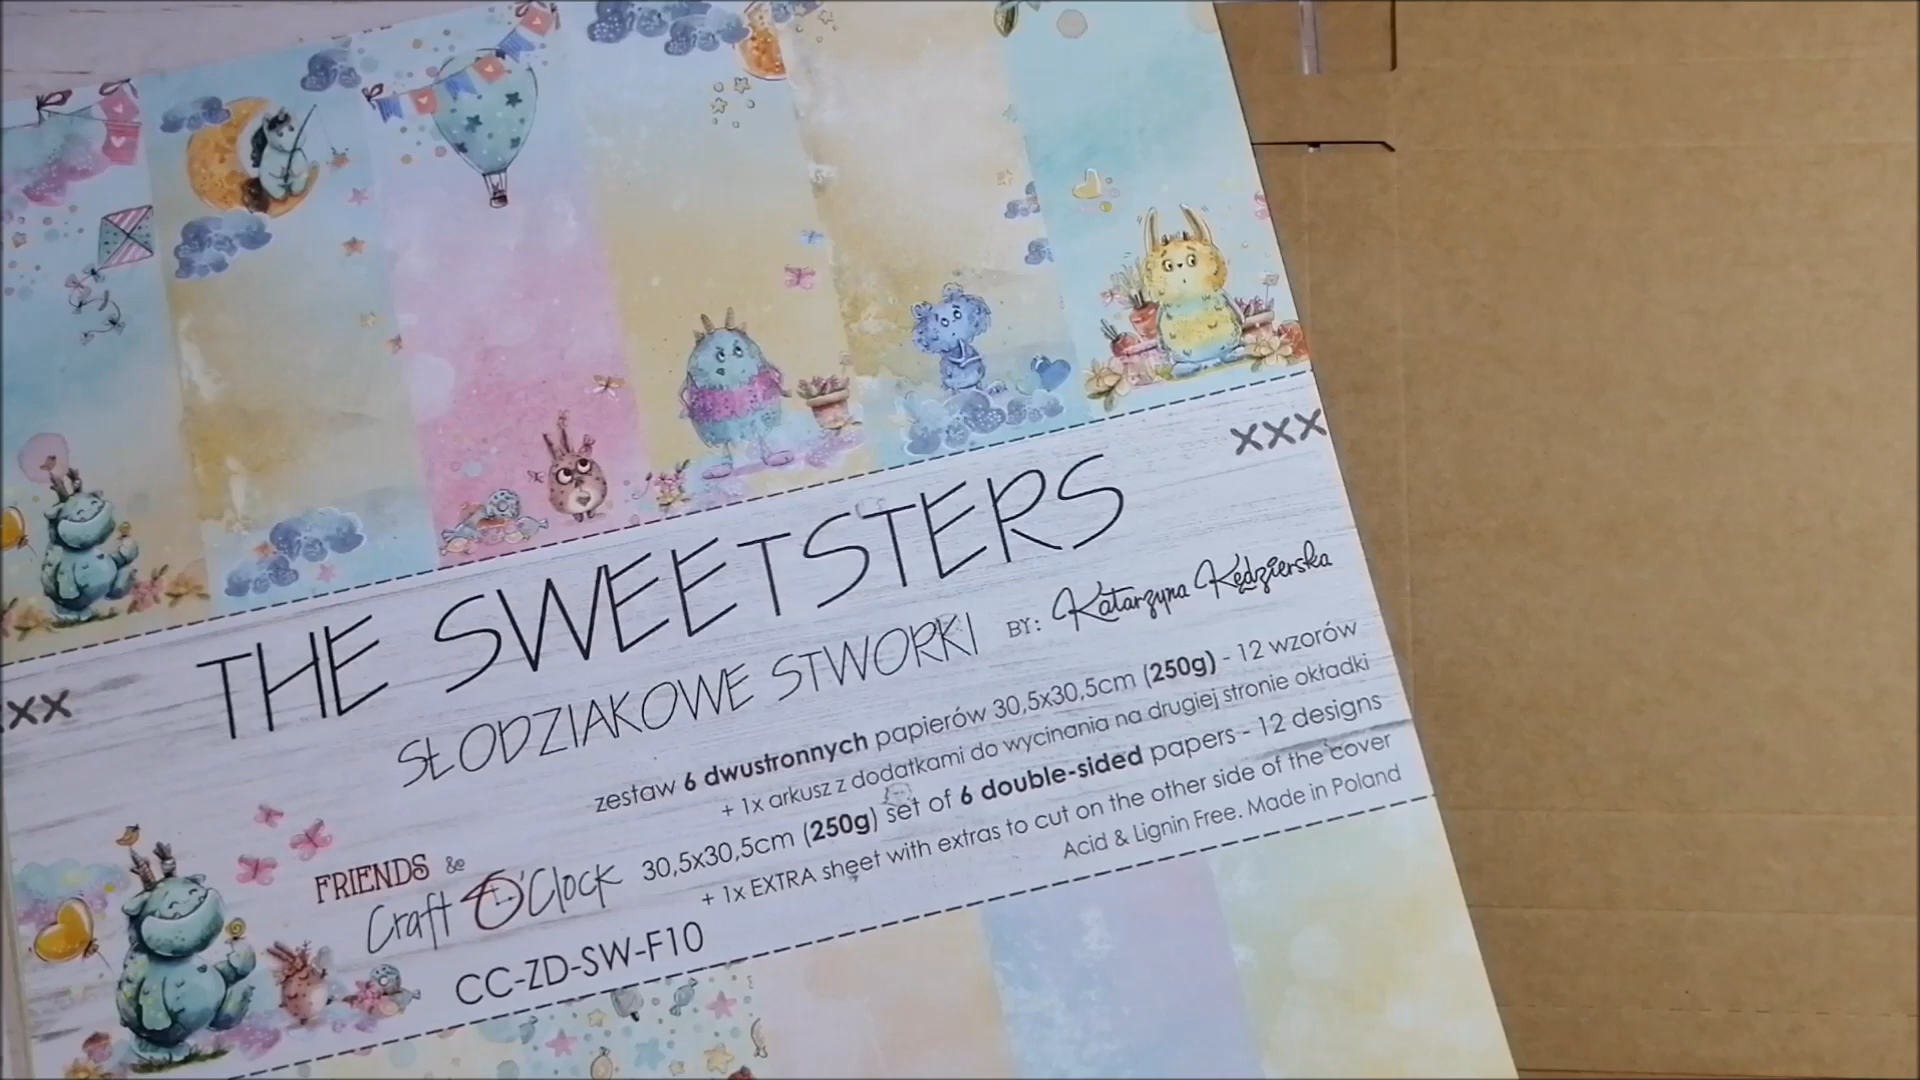 XXX
THE SWEETSTERS
XX
SŁODZIAKOWE STWORKI BY: Katarzyna Kędzierska
zestaw 6 dwustronnych papierów 30,5x30,5cm (250g) - 12 wzorów
+ 1x arkusz z dodatkami do wycinania na drugiej stronie okładki
30,5x30,5cm (250g) set of 6 double-sided papers - 12 designs
+ 1x EXTRA sheet with extras to cut on the other side of the cover
Acid & Lignin Free. Made in Poland
FRIENDS &
Craft O'Clock
CC-ZD-SW-F10